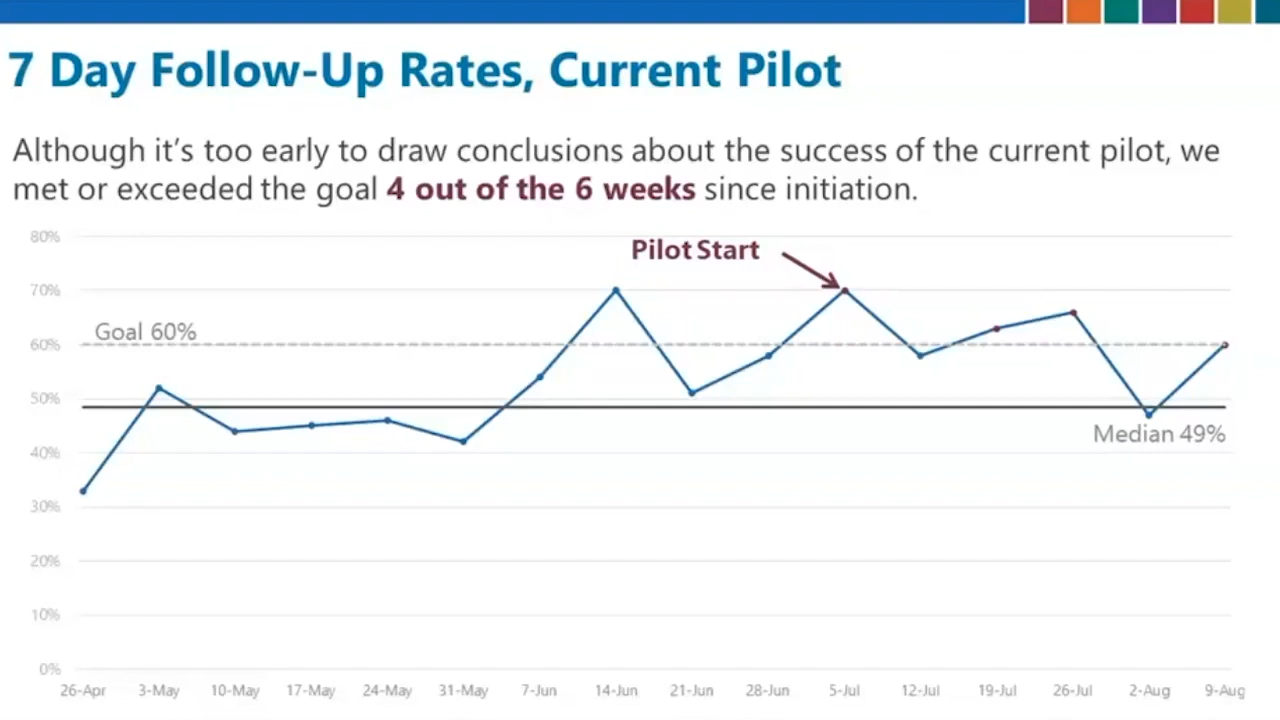 7 Day Follow-Up Rates, Current Pilot
Although it's too early to draw conclusions about the success of the current pilot, we
met or exceeded the goal 4 out of the 6 weeks since initiation.
80%
Pilot Start
70%
Goal 60%
60%
50%
Median 49%
40%
30%
20%
10%
0%
26-Apr 3-May 10-May 17-May 24-May 31-May 7-Jun 14-Jun 21-Jun 28-Jun 5-Jul 12-Jul 19-Jul 26-Jul 2-Aug 9-Aug